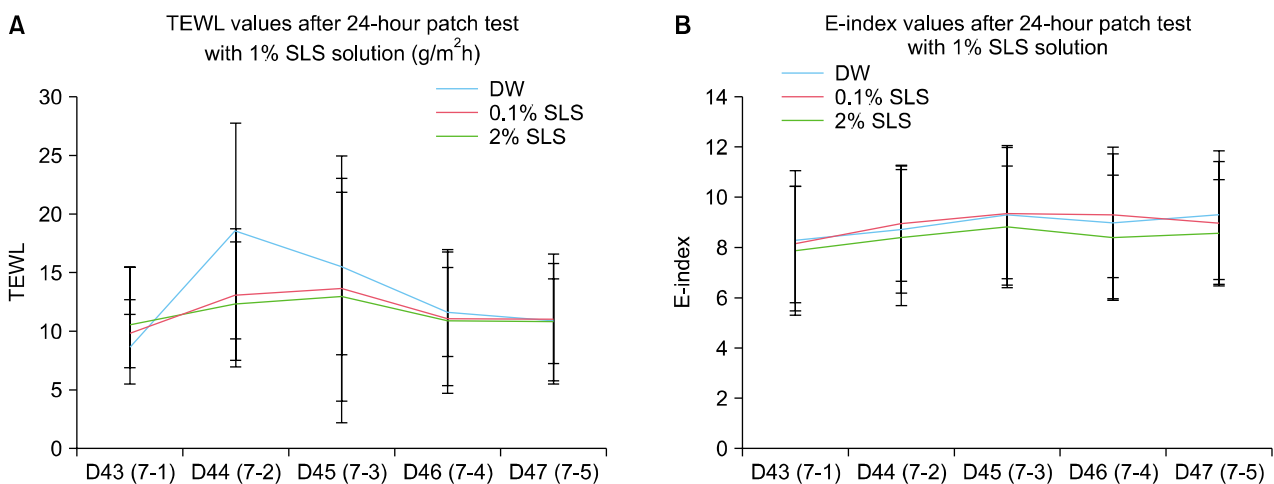 A
TEWL values after 24-hour patch test
with 1% SLS solution (g/m²h)
DW
0.1% SLS
2% SLS
30
25
20
15
10
5
0
TEWL
D43 (7-1)
D44 (7-2)
D45 (7-3)
D46 (7-4)
D47 (7-5)
B
E-index values after 24-hour patch test
with 1% SLS solution
DW
0.1% SLS
2% SLS
14
12
10
8
6
4
2
0
E-index
D43 (7-1)
D44 (7-2)
D45 (7-3)
D46 (7-4)
D47 (7-5)